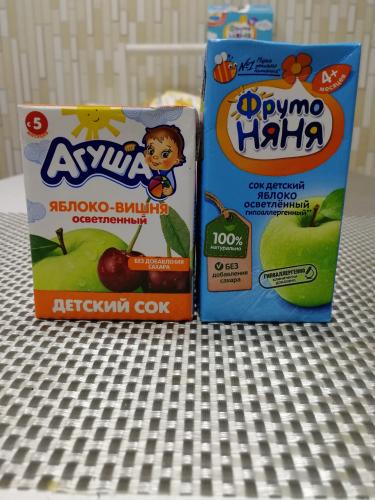 с 5
АГУША
ЯБЛОКО-ВИШНЯ
осветленный
БЕЗ ДОБАВЛЕНИЯ
САХАРА
ДЕТСКИЙ СОК
№1
4+
месяцев
Фруто
НЯНЯ
СОК ДЕТСКИЙ
ЯБЛОКО
ОСВЕТЛЁННЫЙ
гипоаллергенный**
100%
натурально
БЕЗ
добавления
сахара
ГИПОАЛЛЕРГЕННО